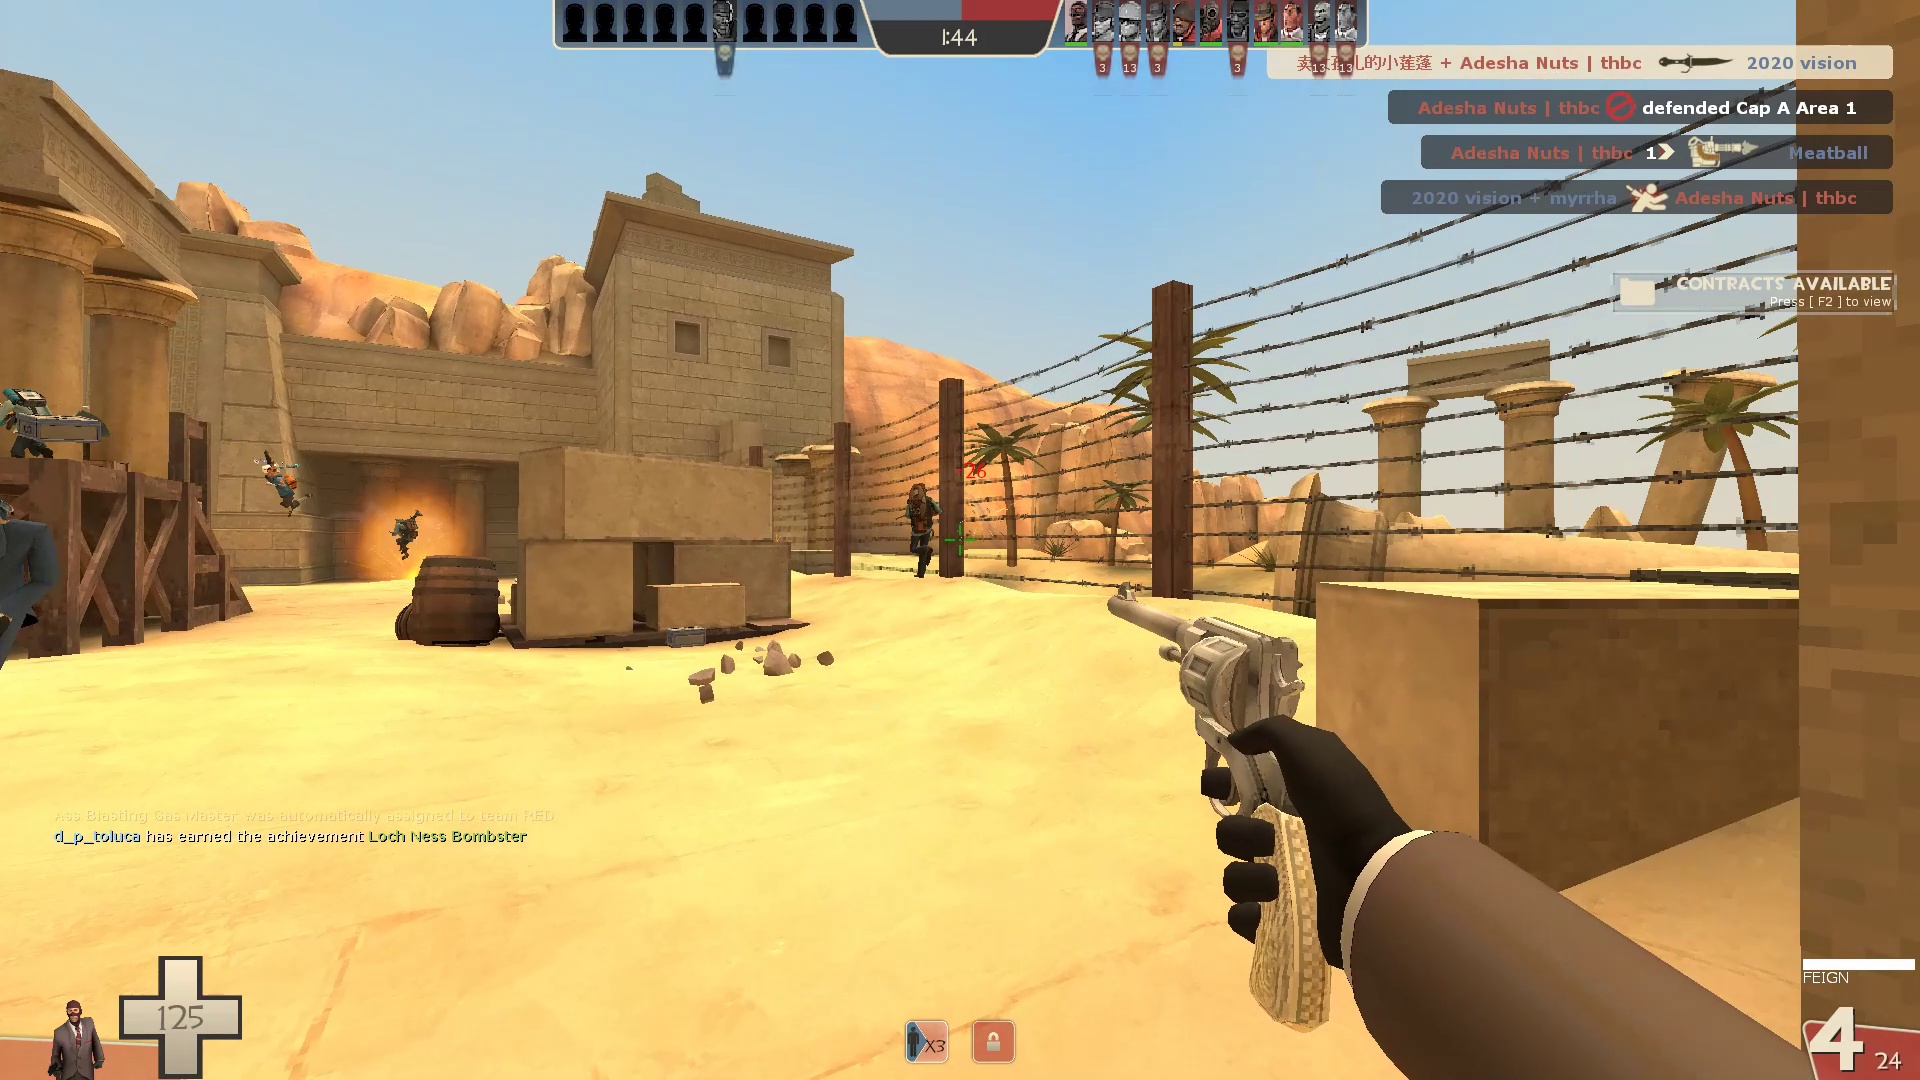 1:44
3 13 3 3 13 13
的小莲蓬 + Adesha Nuts | thbc 2020 vision
Adesha Nuts | thbc defended Cap A Area 1
Adesha Nuts | thbc 1 Meatball
2020 vision + myrrha Adesha Nuts | thbc
CONTRACTS AVAILABLE
Press [ F2 ] to view
-26
Ass Blasting Gas Master was automatically assigned to team RED
d_p_toluca has earned the achievement Loch Ness Bombster
125
X3
FEIGN
4 24